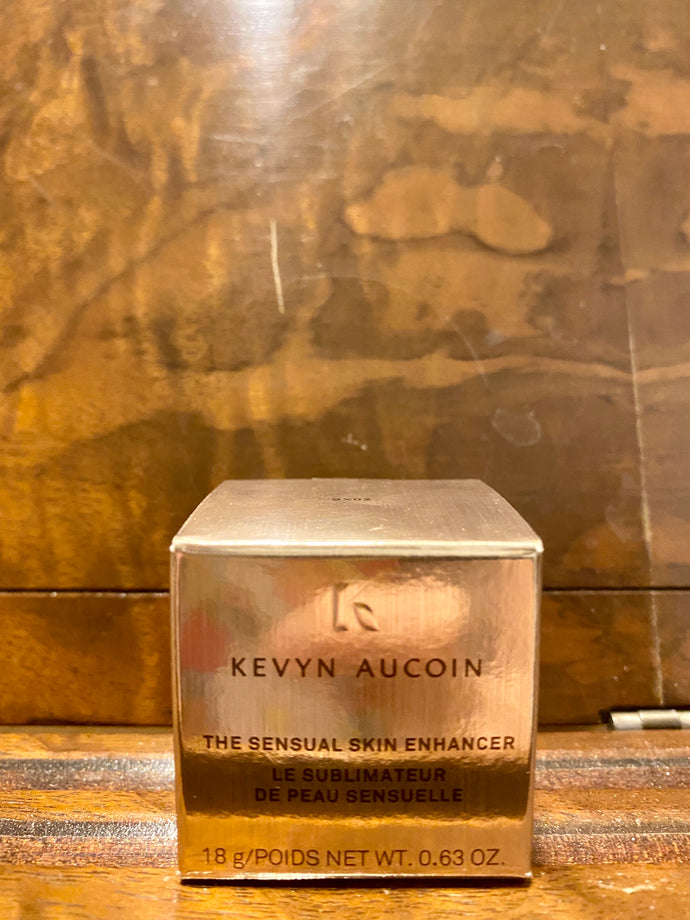 KEVYN AUCOIN
THE SENSUAL SKIN ENHANCER
LE SUBLIMATEUR
DE PEAU SENSUELLE
18 g/POIDS NET WT. 0.63 OZ.